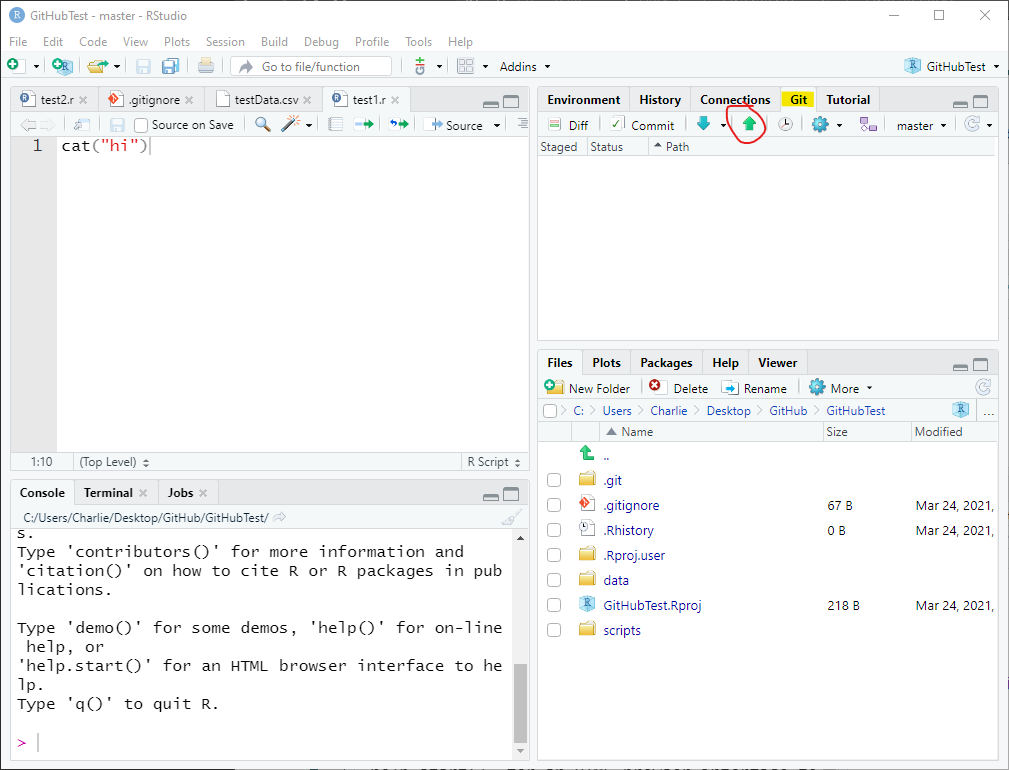 GitHubTest - master - RStudio
File Edit Code View Plots Session Build Debug Profile Tools Help
Go to file/function Addins GitHubTest
test2.r .gitignore testData.csv test1.r
Source on Save Source
1 cat("hi")
1:10 (Top Level) R Script
Console Terminal Jobs
C:/Users/Charlie/Desktop/GitHub/GitHubTest/
s.
Type 'contributors()' for more information and
'citation()' on how to cite R or R packages in pub
lications.
Type 'demo()' for some demos, 'help()' for on-line
help, or
'help.start()' for an HTML browser interface to he
lp.
Type 'q()' to quit R.
>
Environment History Connections Git Tutorial
Diff Commit master
Staged Status Path
Files Plots Packages Help Viewer
New Folder Delete Rename More
C: Users Charlie Desktop GitHub GitHubTest ...
Name Size Modified
..
.git
.gitignore 67 B Mar 24, 2021,
.Rhistory 0 B Mar 24, 2021,
.Rproj.user
data
GitHubTest.Rproj 218 B Mar 24, 2021,
scripts